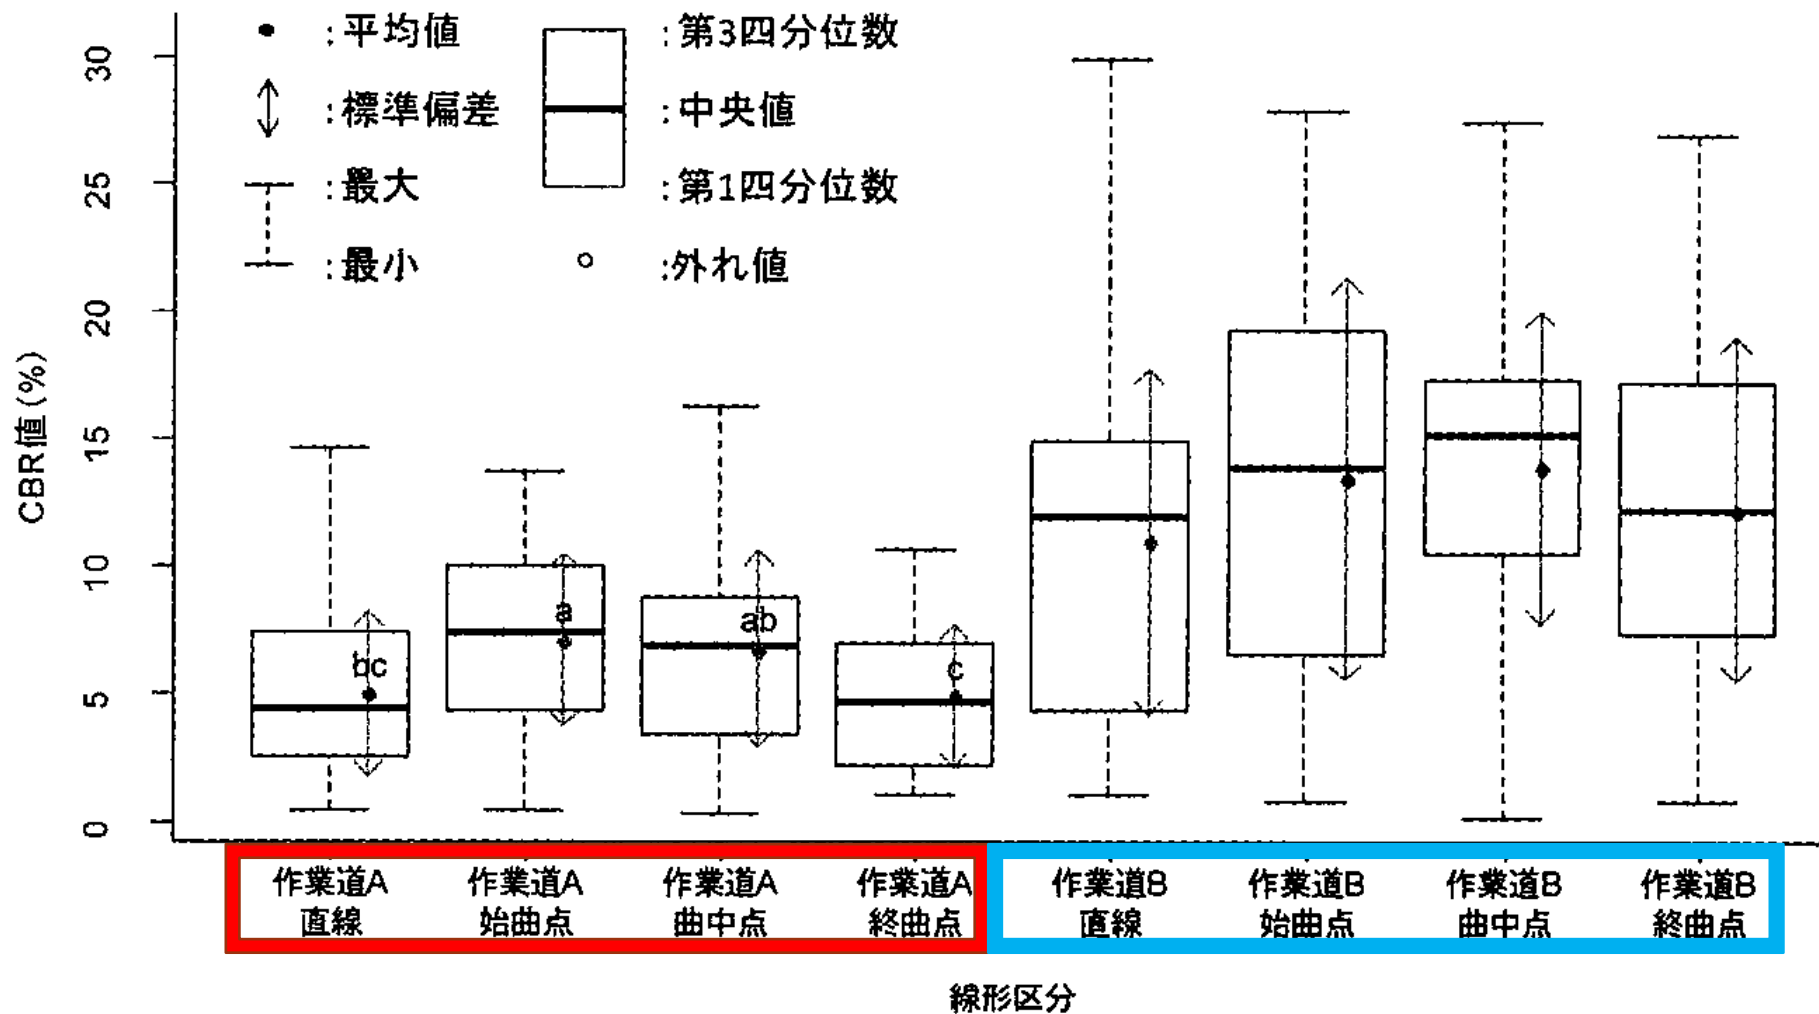 : 平均値
: 第3四分位数
: 標準偏差
: 中央値
: 最大
: 第1四分位数
: 最小
:外れ値
CBR値(%)
30
25
20
15
10
5
0
bc
a
ab
c
作業道A
直線
作業道A
始曲点
作業道A
曲中点
作業道A
終曲点
作業道B
直線
作業道B
始曲点
作業道B
曲中点
作業道B
終曲点
線形区分